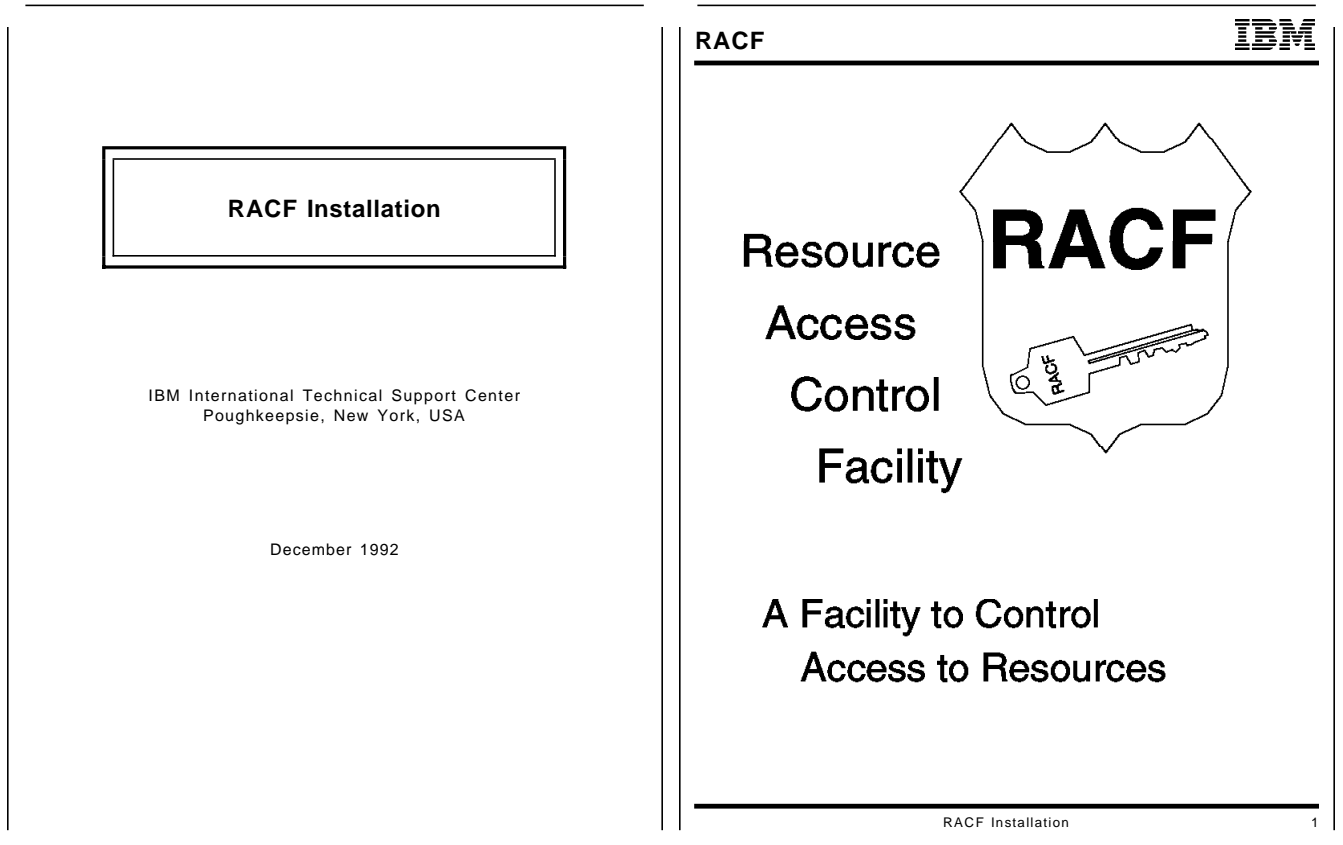 RACF Installation
IBM International Technical Support Center
Poughkeepsie, New York, USA
December 1992
RACF
IBM
RACF
Resource
Access
Control
Facility
RACF
A Facility to Control
Access to Resources
RACF Installation
1